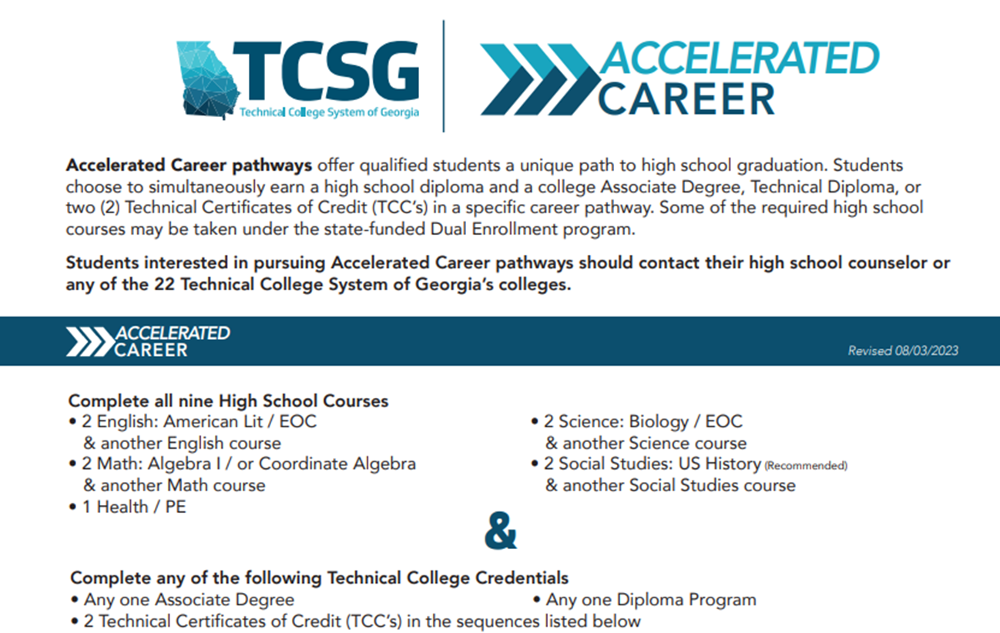 TCSG
Technical College System of Georgia
ACCELERATED
CAREER
Accelerated Career pathways offer qualified students a unique path to high school graduation. Students
choose to simultaneously earn a high school diploma and a college Associate Degree, Technical Diploma, or
two (2) Technical Certificates of Credit (TCC's) in a specific career pathway. Some of the required high school
courses may be taken under the state-funded Dual Enrollment program.
Students interested in pursuing Accelerated Career pathways should contact their high school counselor or
any of the 22 Technical College System of Georgia's colleges.
ACCELERATED
CAREER
Revised 08/03/2023
Complete all nine High School Courses
• 2 English: American Lit / EOC
& another English course
• 2 Math: Algebra I / or Coordinate Algebra
& another Math course
• 1 Health / PE
• 2 Science: Biology / EOC
& another Science course
• 2 Social Studies: US History (Recommended)
& another Social Studies course
&
Complete any of the following Technical College Credentials
• Any one Associate Degree
• Any one Diploma Program
• 2 Technical Certificates of Credit (TCC's) in the sequences listed below